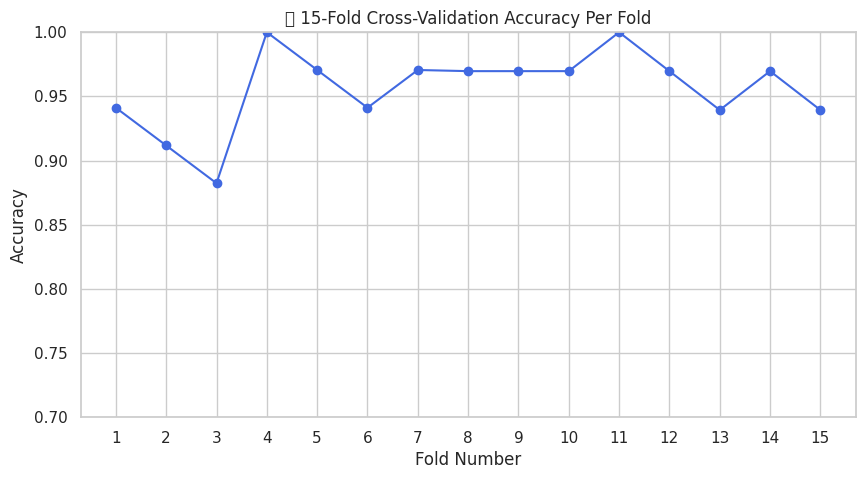 ▯ 15-Fold Cross-Validation Accuracy Per Fold
1.00
0.95
0.90
0.85
0.80
0.75
0.70
Accuracy
1 2 3 4 5 6 7 8 9 10 11 12 13 14 15
Fold Number